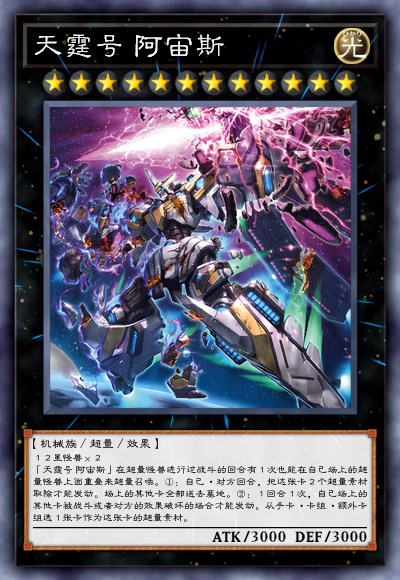 天霆号 阿宙斯
光
ひかり
【机械族／超量／效果】
１２星怪兽×２
「天霆号 阿宙斯」在超量怪兽进行过战斗的回合有１次也能在自己场上的超
量怪兽上面重叠来超量召唤。①：自己·对方回合，把这张卡２个超量素材
取除才能发动。场上的其他卡全部送去墓地。②：１回合１次，自己场上的
其他卡被战斗或者对方的效果破坏的场合才能发动。从手卡·卡组·额外卡
组选１张卡作为这张卡的超量素材。
ATK/3000 DEF/3000